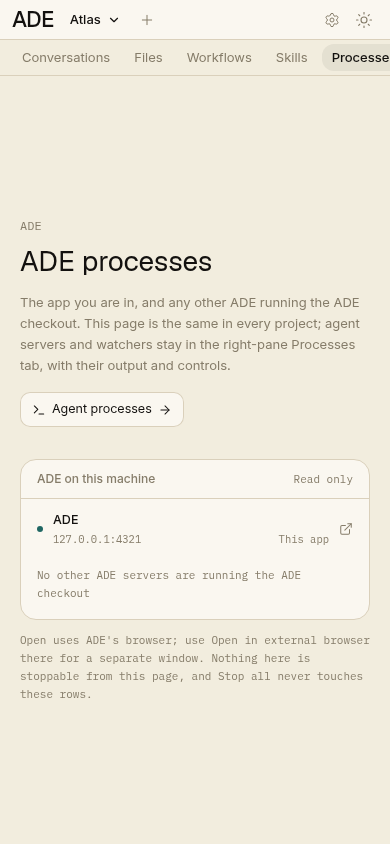 ADE Atlas
Conversations Files Workflows Skills Processe
ADE
ADE processes
The app you are in, and any other ADE running the ADE
checkout. This page is the same in every project; agent
servers and watchers stay in the right-pane Processes
tab, with their output and controls.
Agent processes
ADE on this machine Read only
ADE
127.0.0.1:4321 This app
No other ADE servers are running the ADE
checkout
Open uses ADE's browser; use Open in external browser
there for a separate window. Nothing here is
stoppable from this page, and Stop all never touches
these rows.